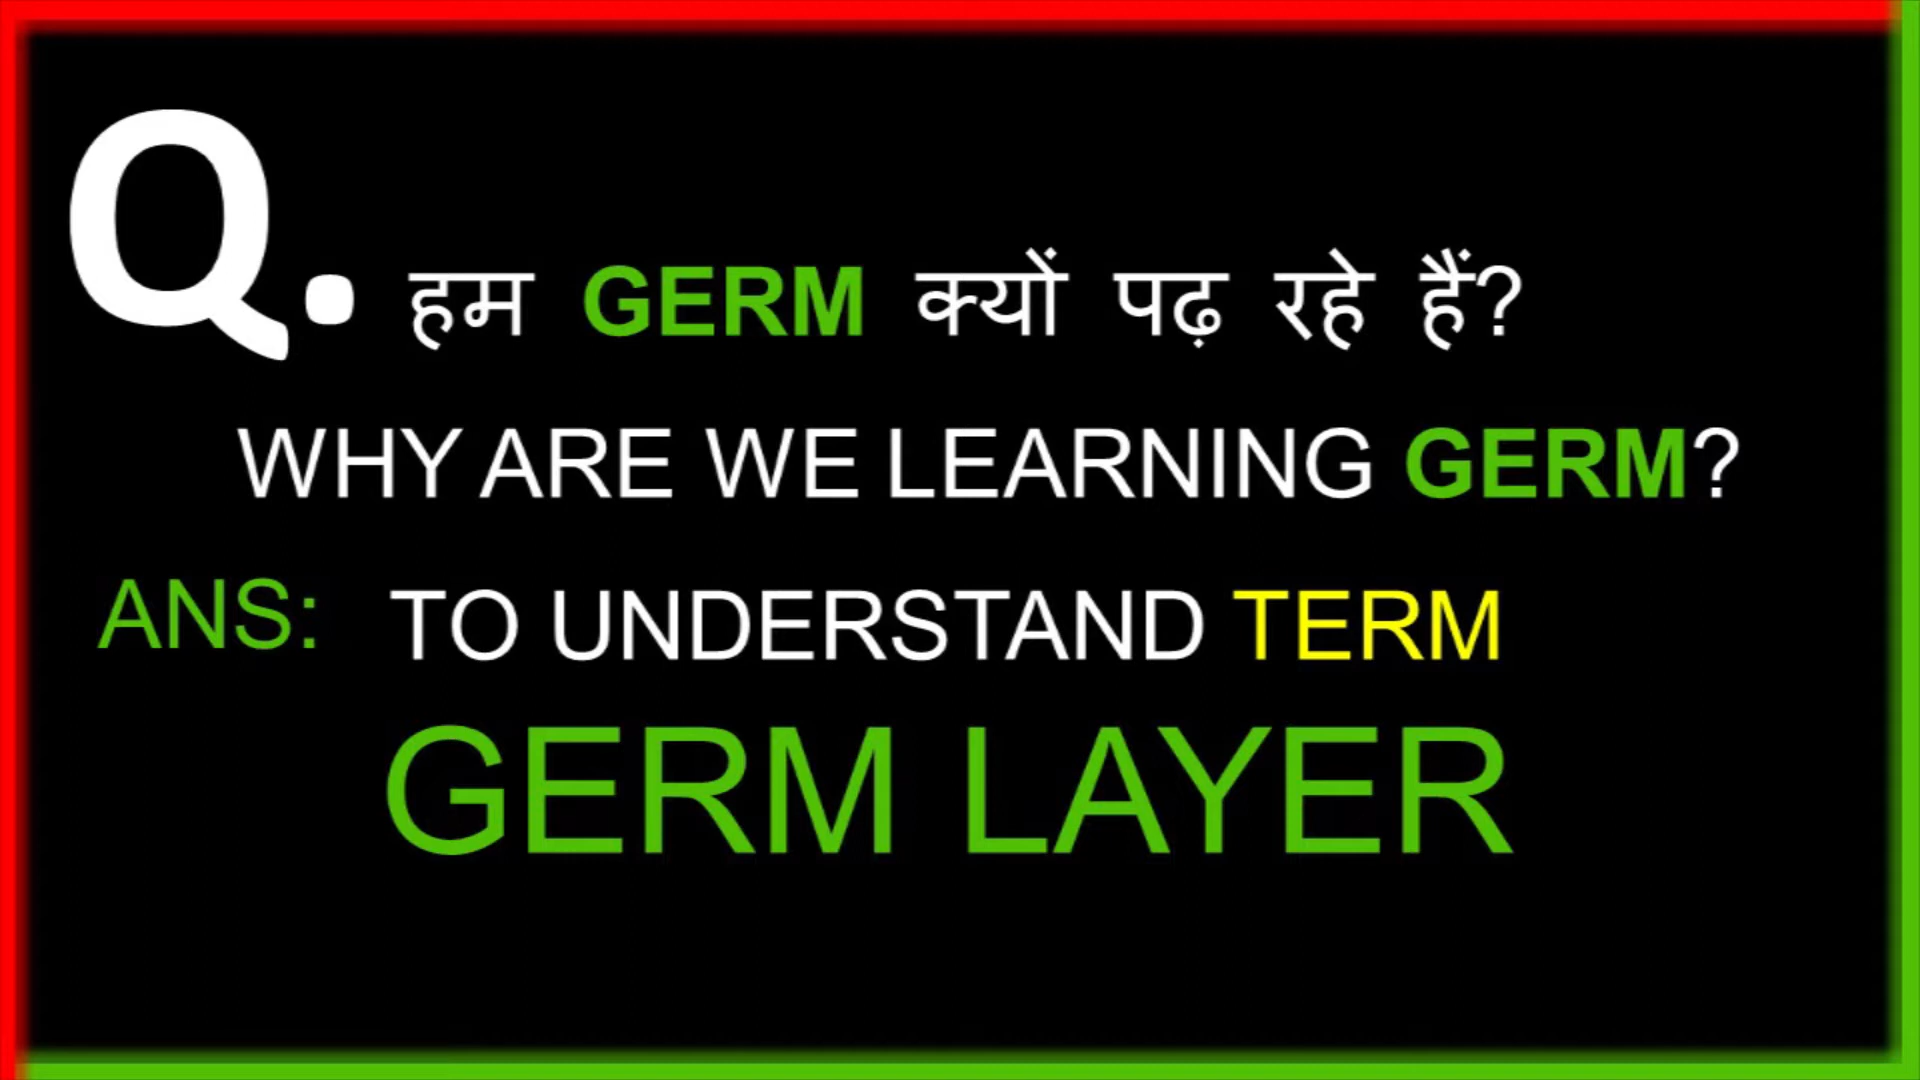 Q. हम GERM क्यों पढ़ रहे हैं?
WHY ARE WE LEARNING GERM?
ANS: TO UNDERSTAND TERM
GERM LAYER